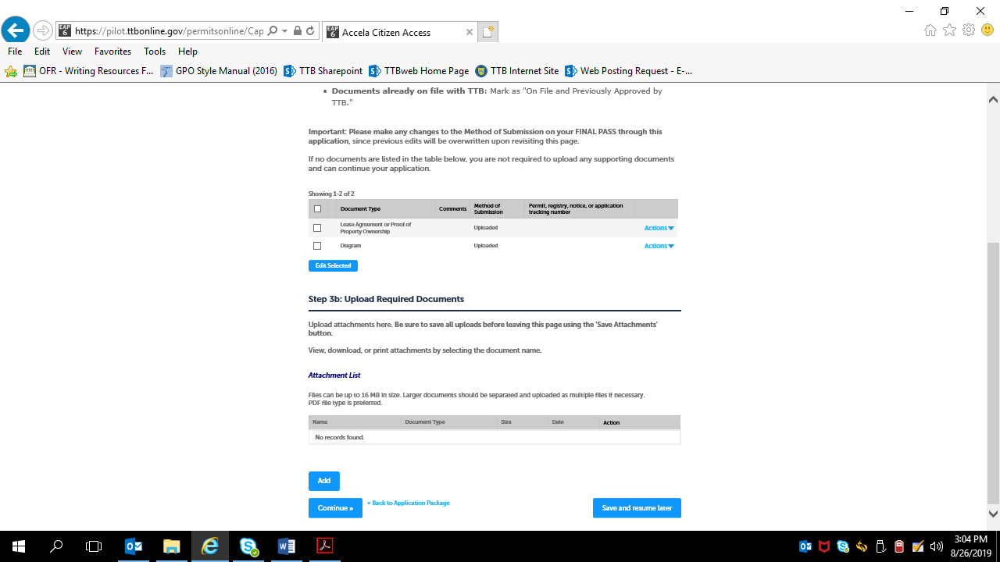 https://pilot.ttbonline.gov/permitsonline/Cap
EAP 6
Accela Citizen Access
File Edit View Favorites Tools Help
OFR - Writing Resources F... GPO Style Manual (2016) TTB Sharepoint TTBweb Home Page TTB Internet Site Web Posting Request - E-...
• Documents already on file with TTB: Mark as "On File and Previously Approved by
TTB."
Important: Please make any changes to the Method of Submission on your FINAL PASS through this
application, since previous edits will be overwritten upon revisiting this page.
If no documents are listed in the table below, you are not required to upload any supporting documents
and can continue your application.
Showing 1-2 of 2
Document Type Comments Method of Submission Permit, registry, notice, or application tracking number
Lease Agreement or Proof of Property Ownership Uploaded Actions
Diagram Uploaded Actions
Edit Selected
Step 3b: Upload Required Documents
Upload attachments here. Be sure to save all uploads before leaving this page using the 'Save Attachments'
button.
View, download, or print attachments by selecting the document name.
Attachment List
Files can be up to 16 MB in size. Larger documents should be separated and uploaded as multiple files if necessary.
PDF file type is preferred.
Name Document Type Size Date Action
No records found.
Add
Continue » « Back to Application Package Save and resume later
3:04 PM
8/26/2019